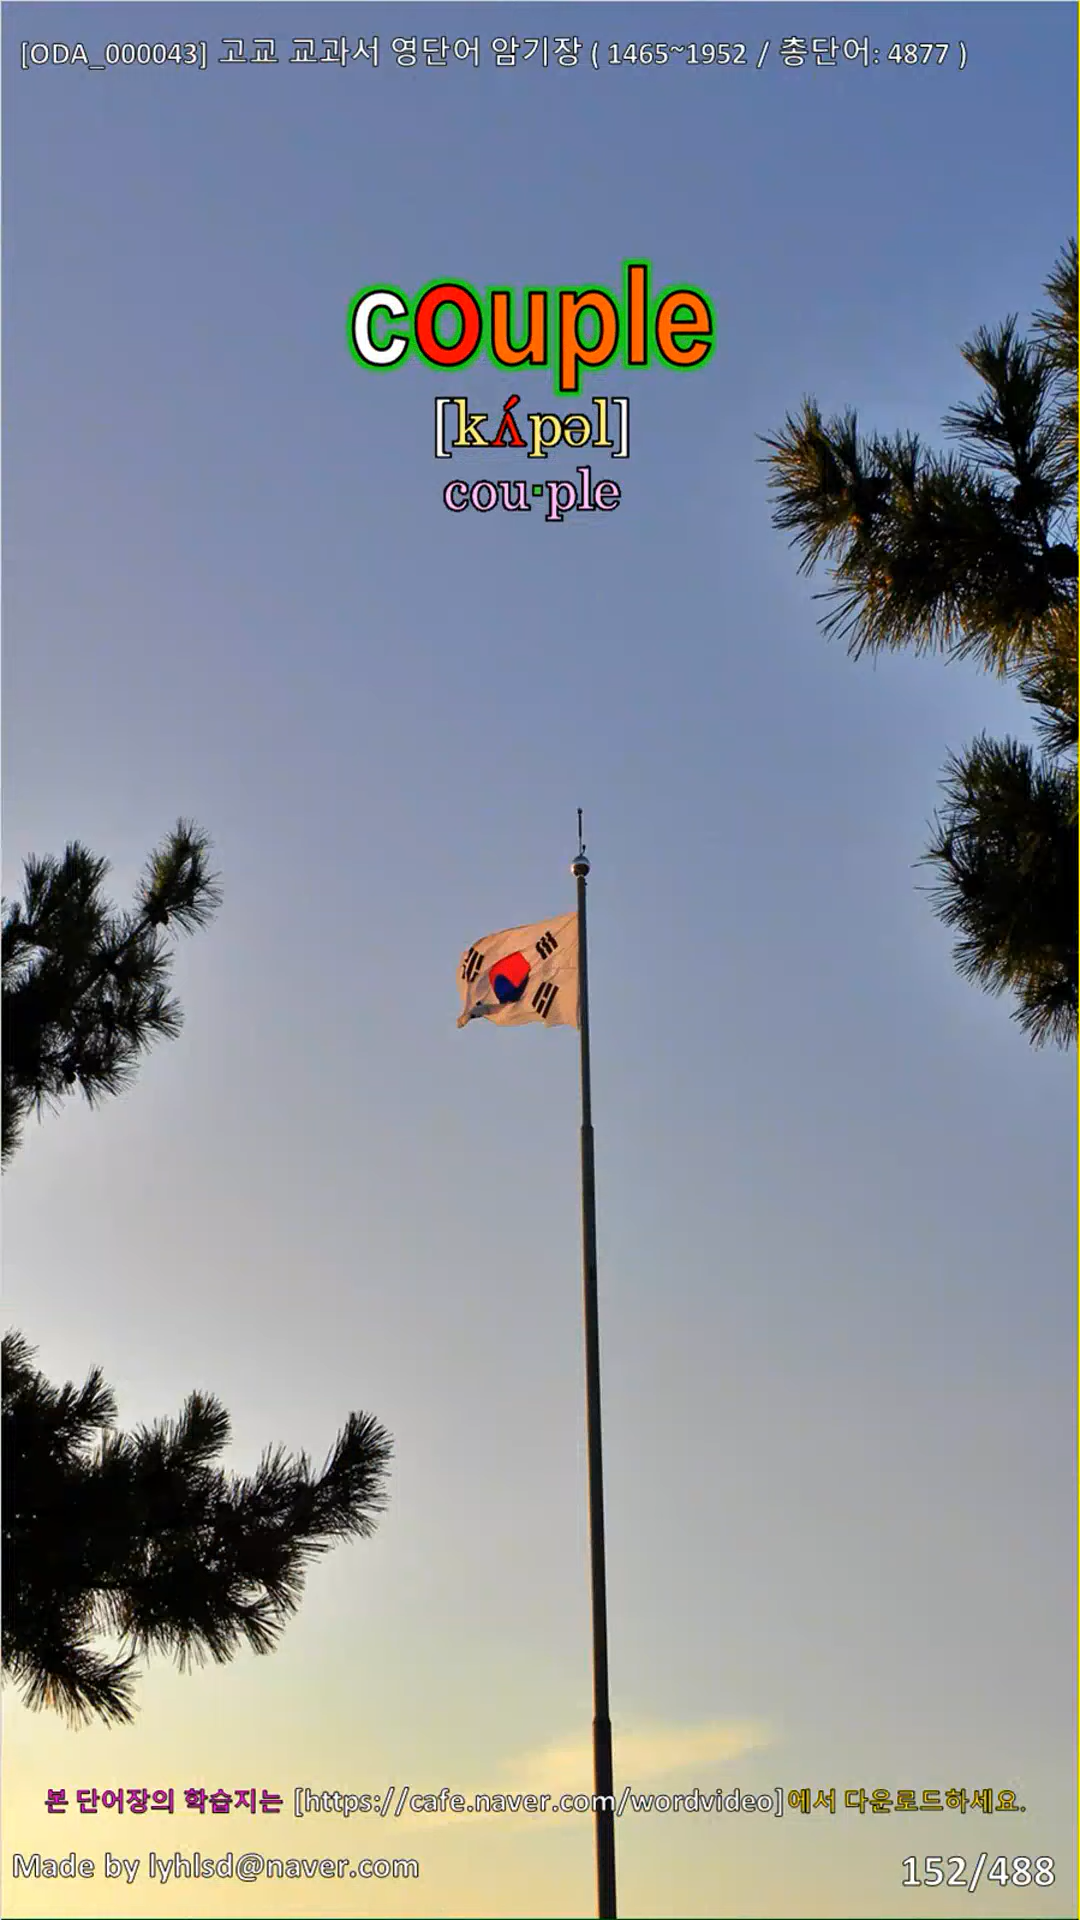 [ODA_000043] 고교 교과서 영단어 암기장 ( 1465~1952 / 총단어: 4877 )
couple
[kʌ́pəl]
cou·ple
본 단어장의 학습지는 [https://cafe.naver.com/wordvideo]에서 다운로드하세요.
Made by lyhlsd@naver.com
152/488